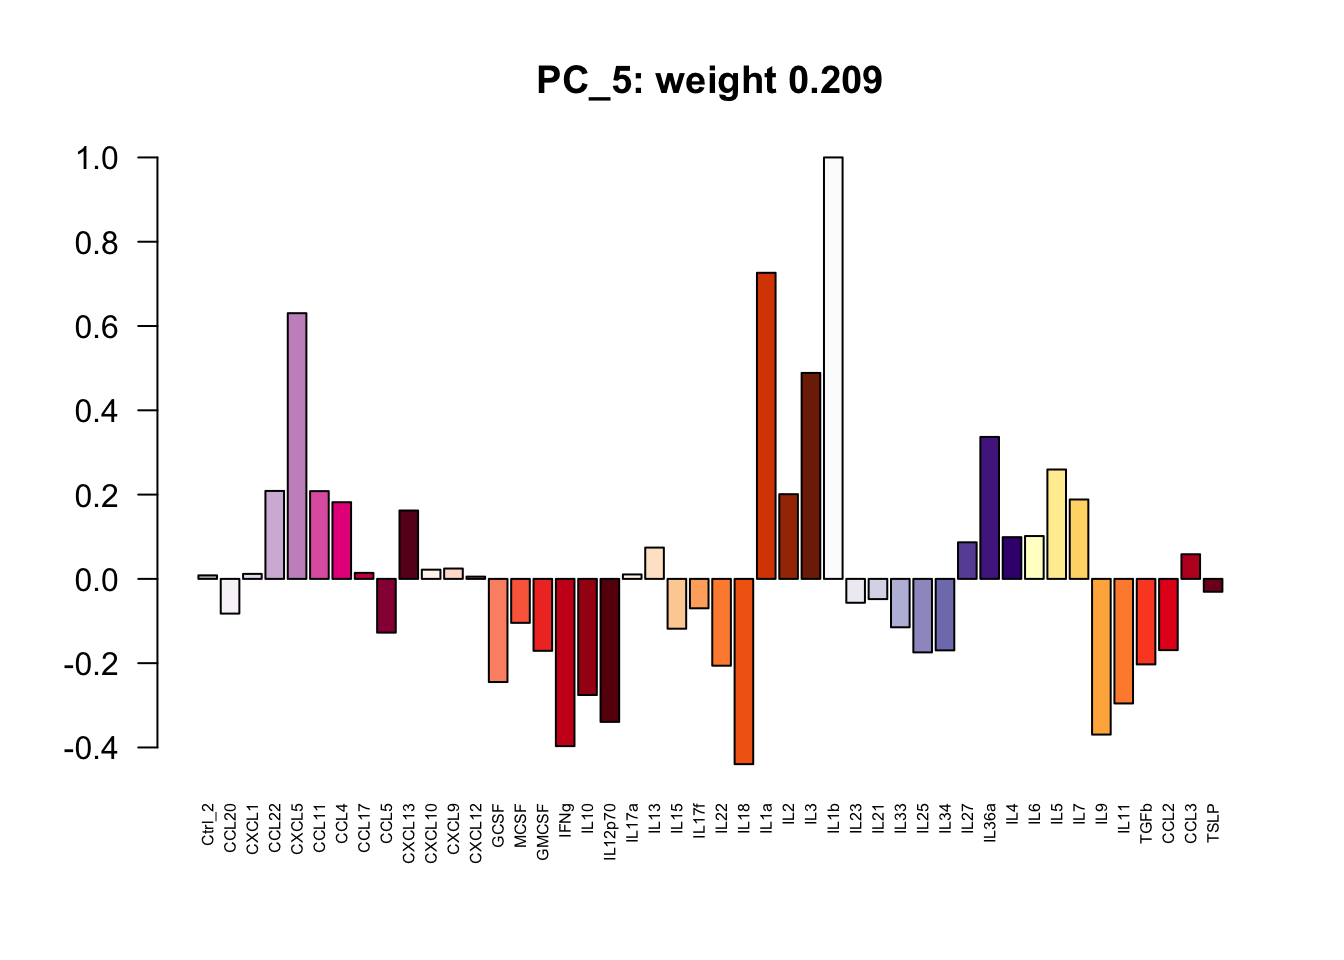 PC_5: weight 0.209
1.0
0.8
0.6
0.4
0.2
0.0
-0.2
-0.4
Ctrl_2
CCL20
CXCL1
CCL22
CXCL5
CCL11
CCL4
CCL17
CCL5
CXCL13
CXCL10
CXCL9
CXCL12
GCSF
MCSF
GMCSF
IFNg
IL10
IL12p70
IL17a
IL13
IL15
IL17f
IL22
IL18
IL1a
IL2
IL3
IL1b
IL23
IL21
IL33
IL25
IL34
IL27
IL36a
IL4
IL6
IL5
IL7
IL9
IL11
TGFb
CCL2
CCL3
TSLP